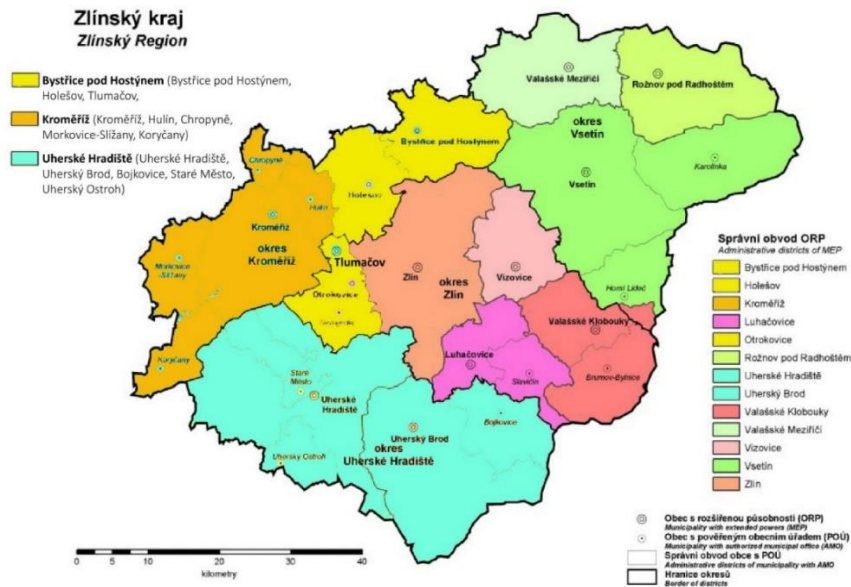 Zlínský kraj
Zlínský Region
Bystřice pod Hostýnem (Bystřice pod Hostýnem,
Holešov, Tlumačov,
Kroměříž (Kroměříž, Hulín, Chropyně,
Morkovice-Slížany, Koryčany)
Uherské Hradiště (Uherské Hradiště,
Uherský Brod, Bojkovice, Staré Město,
Uherský Ostroh)
Valašské Meziříčí
Rožnov pod Radhoštěm
okres
Vsetín
Bystřice pod Hostýnem
Karolinka
Chropyně
Vsetín
Holešov
Hulín
Kroměříž
okres
Kroměříž
Tlumačov
Morkovice
-Slížany
Zlín
okres
Zlín
Vizovice
Otrokovice
Horní Lideč
Valašské Klobouky
Luhačovice
Koryčany
Slavičín
Brumov-Bylnice
Staré
Město
Uherské
Hradiště
Bojkovice
Uherský Brod
okres
Uherské Hradiště
Uherský Ostroh
Správní obvod ORP
Administrative districts of MEP
Bystřice pod Hostýnem
Holešov
Kroměříž
Luhačovice
Otrokovice
Rožnov pod Radhoštěm
Uherské Hradiště
Uherský Brod
Valašské Klobouky
Valašské Meziříčí
Vizovice
Vsetín
Zlín
0 5 10 20 30 40
kilometry
Obec s rozšířenou působností (ORP)
Municipality with extended powers (MEP)
Obec s pověřeným obecním úřadem (POÚ)
Municipality with authorized municipal office (AMO)
Správní obvod obce s POÚ
Administrative districts of municipality with AMO
Hranice okresů
Border of districts